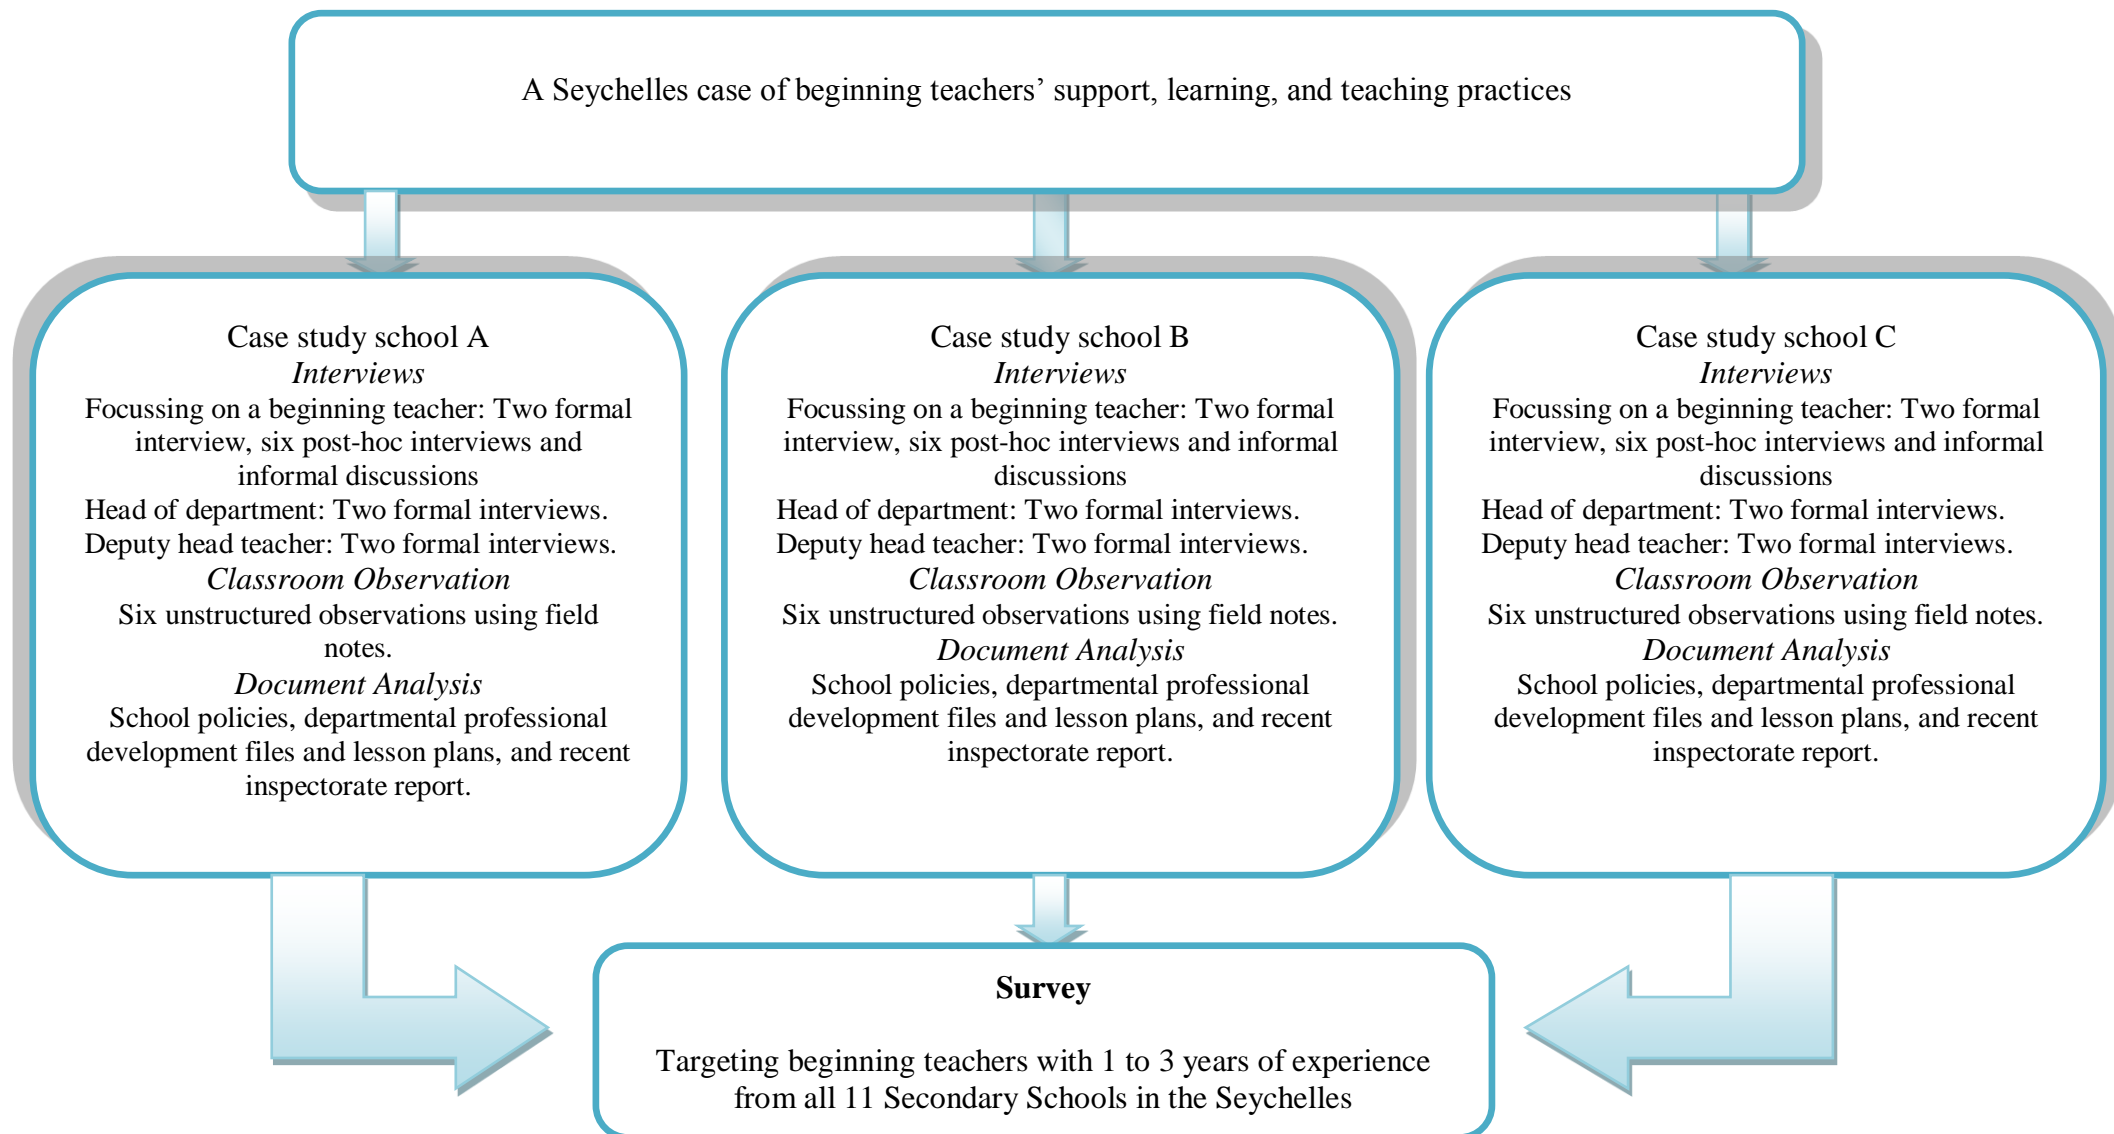 A Seychelles case of beginning teachers’ support, learning, and teaching practices
Case study school A
Interviews
Focussing on a beginning teacher: Two formal
interview, six post-hoc interviews and
informal discussions
Head of department: Two formal interviews.
Deputy head teacher: Two formal interviews.
Classroom Observation
Six unstructured observations using field
notes.
Document Analysis
School policies, departmental professional
development files and lesson plans, and recent
inspectorate report.
Case study school B
Interviews
Focussing on a beginning teacher: Two formal
interview, six post-hoc interviews and informal
discussions
Head of department: Two formal interviews.
Deputy head teacher: Two formal interviews.
Classroom Observation
Six unstructured observations using field notes.
Document Analysis
School policies, departmental professional
development files and lesson plans, and recent
inspectorate report.
Case study school C
Interviews
Focussing on a beginning teacher: Two formal
interview, six post-hoc interviews and informal
discussions
Head of department: Two formal interviews.
Deputy head teacher: Two formal interviews.
Classroom Observation
Six unstructured observations using field notes.
Document Analysis
School policies, departmental professional
development files and lesson plans, and recent
inspectorate report.
Survey
Targeting beginning teachers with 1 to 3 years of experience
from all 11 Secondary Schools in the Seychelles